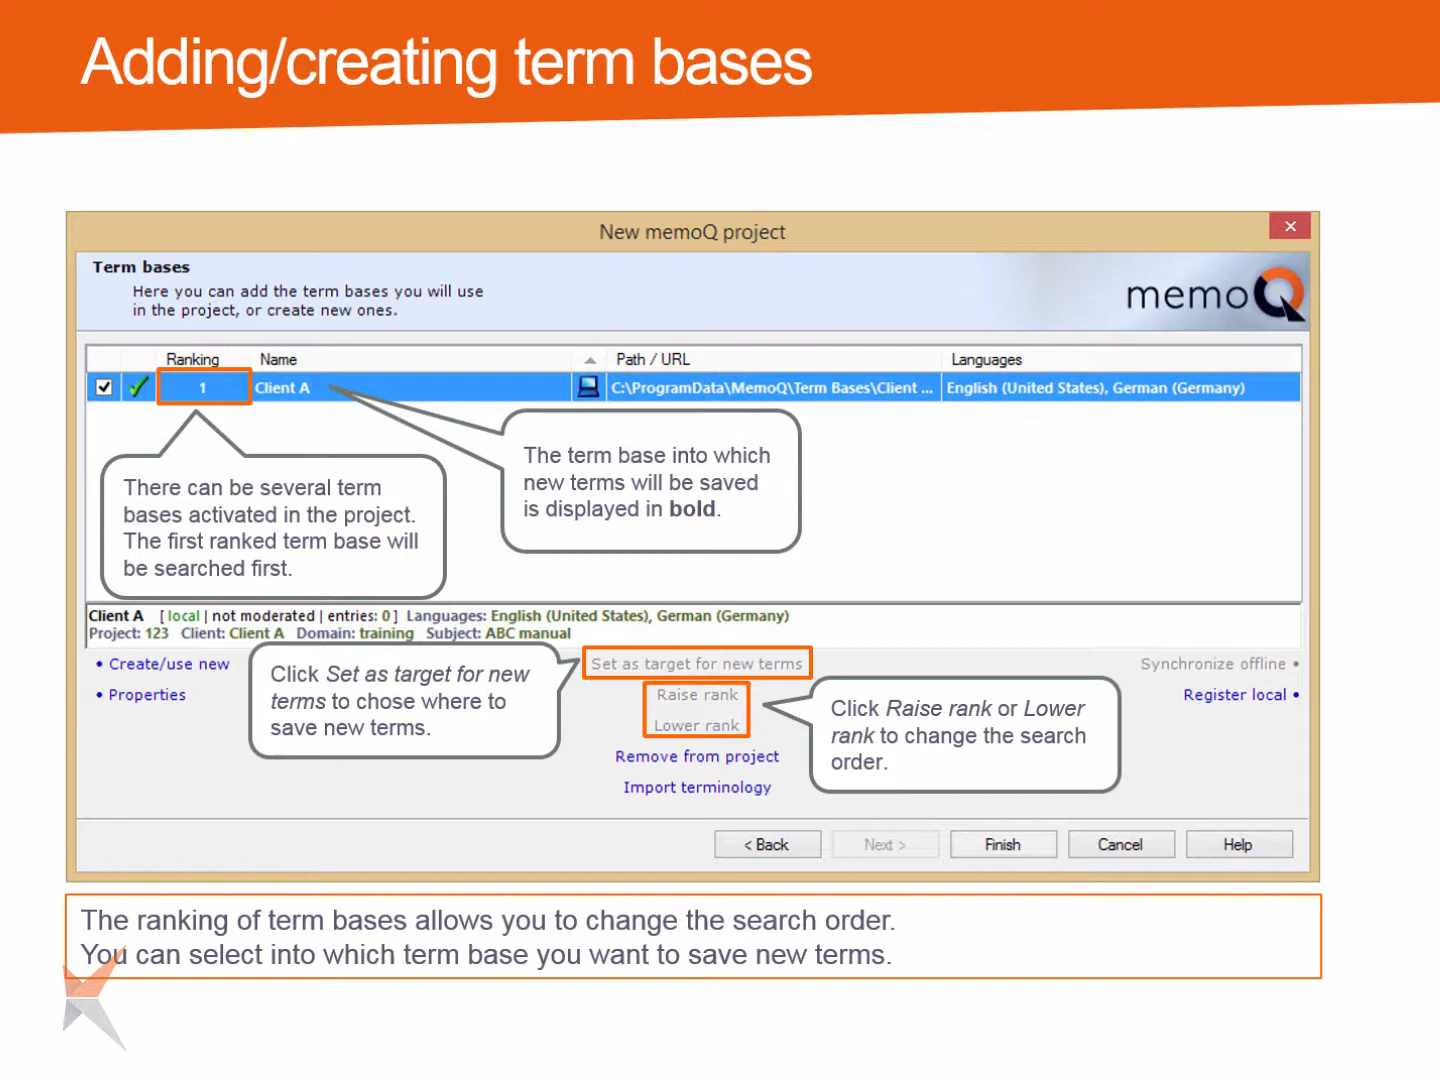 Adding/creating term bases
New memoQ project
Term bases
Here you can add the term bases you will use
in the project, or create new ones.
memoQ
Ranking Name Path / URL Languages
1 Client A C:\ProgramData\MemoQ\Term Bases\Client ... English (United States), German (Germany)
The term base into which
new terms will be saved
is displayed in bold.
There can be several term
bases activated in the project.
The first ranked term base will
be searched first.
Client A [ local | not moderated | entries: 0 ] Languages: English (United States), German (Germany)
Project: 123 Client: Client A Domain: training Subject: ABC manual
• Create/use new
• Properties
Click Set as target for new
terms to chose where to
save new terms.
Set as target for new terms
Raise rank
Lower rank
Remove from project
Import terminology
Click Raise rank or Lower
rank to change the search
order.
Synchronize offline •
Register local •
< Back Next > Finish Cancel Help
The ranking of term bases allows you to change the search order.
You can select into which term base you want to save new terms.